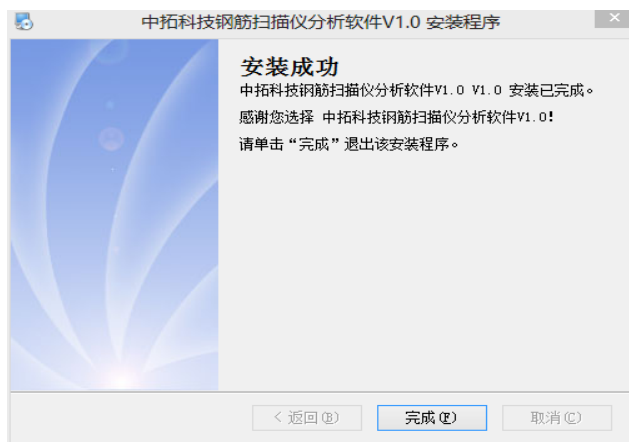 中拓科技钢筋扫描仪分析软件V1.0 安装程序
安装成功
中拓科技钢筋扫描仪分析软件V1.0 V1.0 安装已完成。
感谢您选择 中拓科技钢筋扫描仪分析软件V1.0!
请单击“完成”退出该安装程序。
< 返回(B) 完成(F) 取消(C)